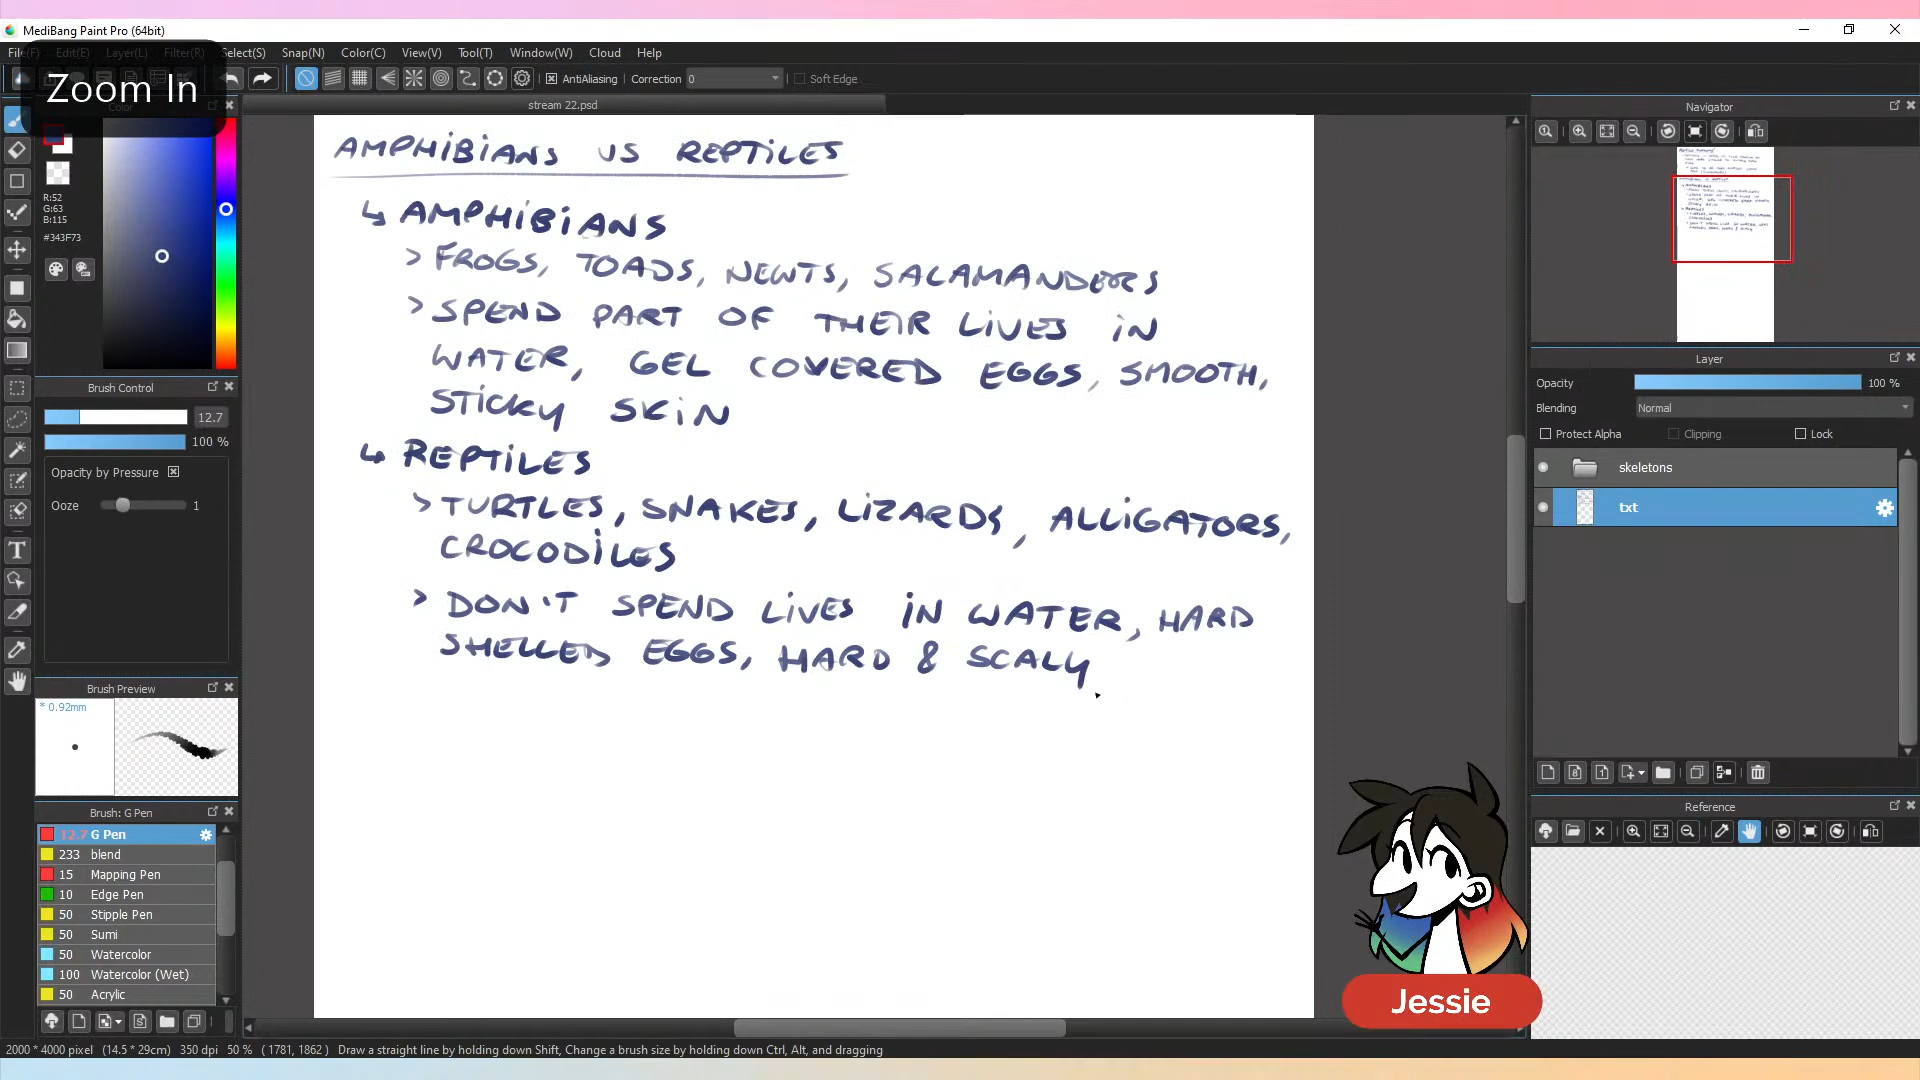 MediBang Paint Pro (64bit)
File(F) Edit(E) Layer(L) Filter(R) Select(S) Snap(N) Color(C) View(V) Tool(T) Window(W) Cloud Help
Zoom In
AntiAliasing Correction 0 Soft Edge
Color
stream 22.psd
Navigator
R:52
G:63
B:115
#343F73
Brush Control
12.7
100 %
Opacity by Pressure
Ooze 1
Brush Preview
* 0.92mm
Brush: G Pen
12.7 G Pen
233 blend
15 Mapping Pen
10 Edge Pen
50 Stipple Pen
50 Sumi
50 Watercolor
100 Watercolor (Wet)
50 Acrylic
AMPHIBIANS VS REPTILES
↳ AMPHIBIANS
> FROGS, TOADS, NEWTS, SALAMANDERS
> SPEND PART OF THEIR LIVES IN
WATER, GEL COVERED EGGS, SMOOTH,
STICKY SKIN
↳ REPTILES
> TURTLES, SNAKES, LIZARDS, ALLIGATORS,
CROCODILES
> DON'T SPEND LIVES IN WATER, HARD
SHELLED EGGS, HARD & SCALY
Layer
Opacity 100 %
Blending Normal
Protect Alpha Clipping Lock
skeletons
txt
Reference
Jessie
2000 * 4000 pixel (14.5 * 29cm) 350 dpi 50 % ( 1781, 1862 ) Draw a straight line by holding down Shift, Change a brush size by holding down Ctrl, Alt, and dragging